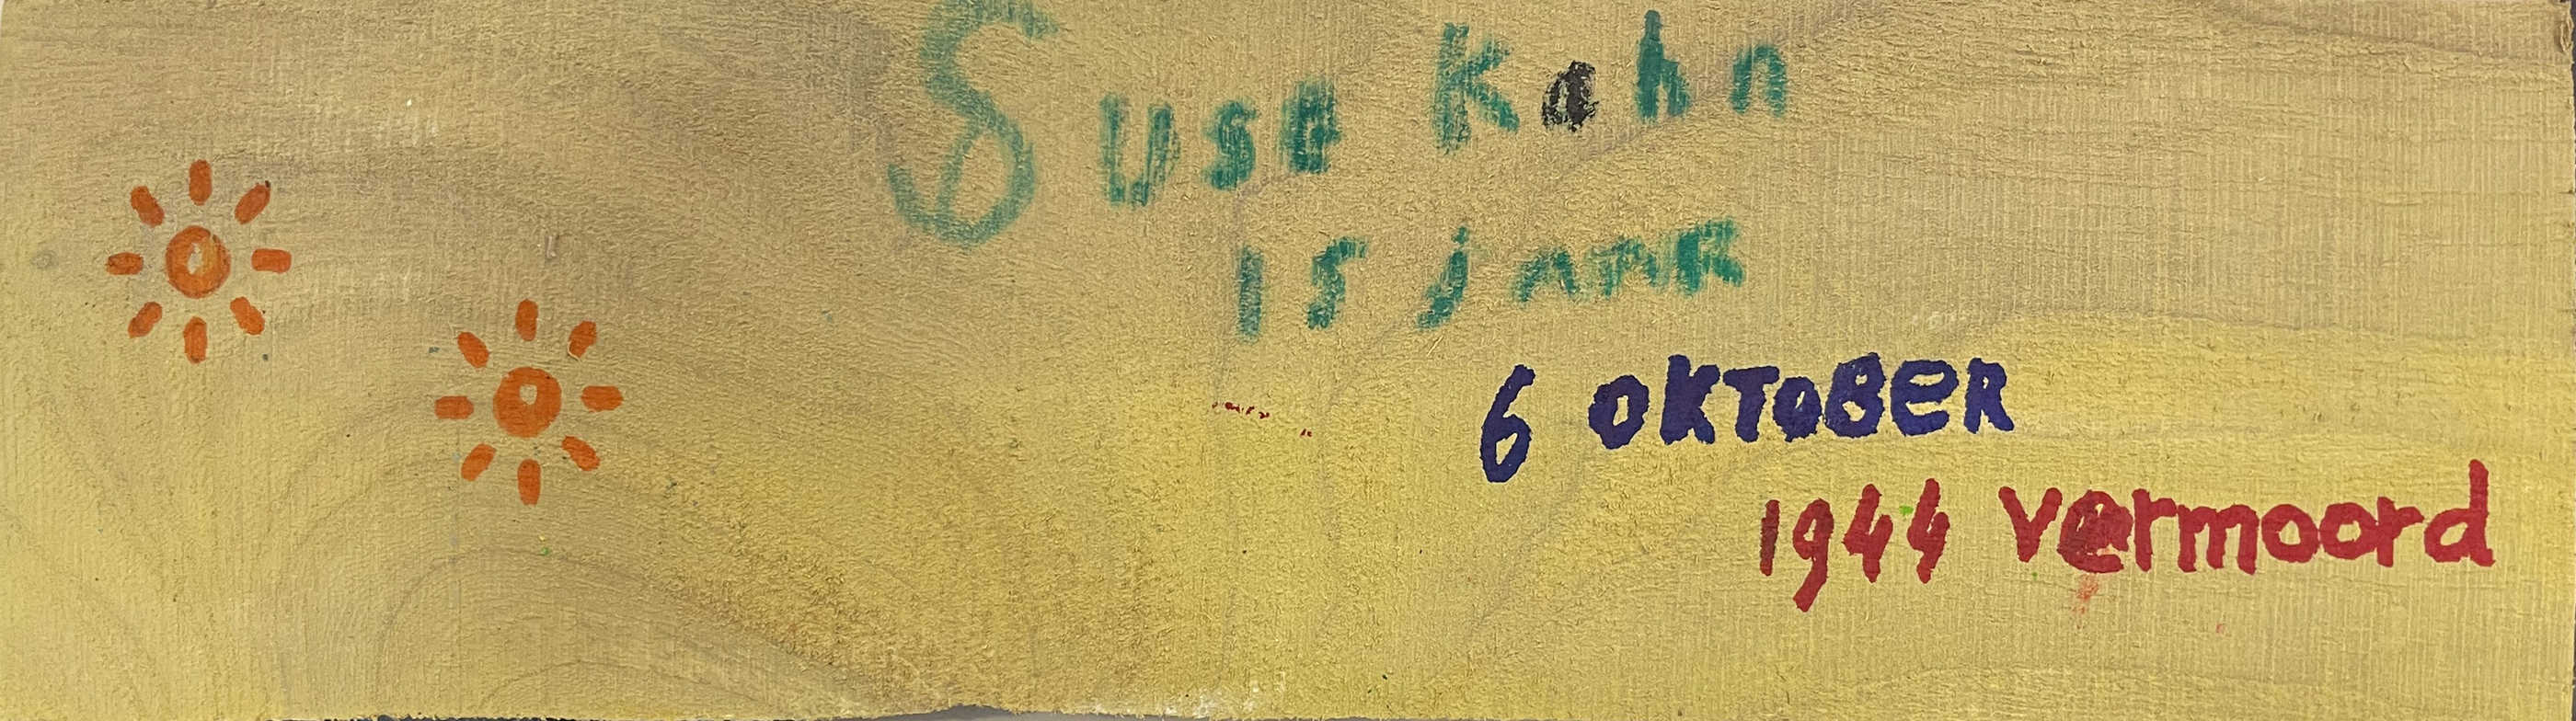 Suse Kahn
15 jAAR
6 OKToBeR
1944 vermoord